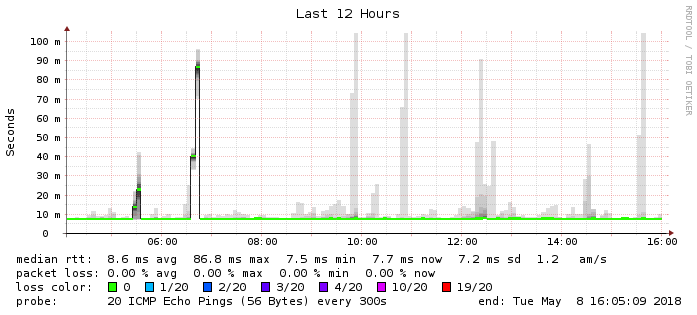 Last 12 Hours
RRDTOOL / TOBI OETIKER
Seconds
100 m
90 m
80 m
70 m
60 m
50 m
40 m
30 m
20 m
10 m
0
06:00 08:00 10:00 12:00 14:00 16:00
median rtt: 8.6 ms avg 86.8 ms max 7.5 ms min 7.7 ms now 7.2 ms sd 1.2 am/s
packet loss: 0.00 % avg 0.00 % max 0.00 % min 0.00 % now
loss color: 0 1/20 2/20 3/20 4/20 10/20 19/20
probe: 20 ICMP Echo Pings (56 Bytes) every 300s end: Tue May 8 16:05:09 2018